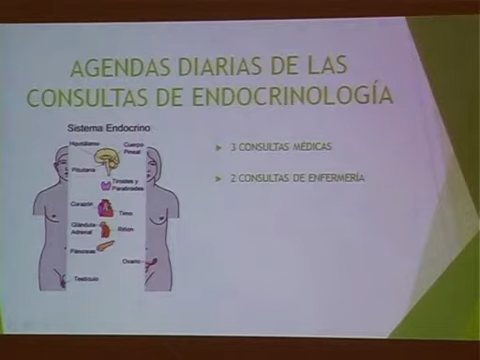 AGENDAS DIARIAS DE LAS
CONSULTAS DE ENDOCRINOLOGÍA
Sistema Endocrino
Hipotálamo
Cuerpo
Pineal
Pituitaria
Tiroides y
Paratiroides
Corazón
Timo
Glándula
Adrenal
Riñon
Páncreas
Ovario
Testículo
3 CONSULTAS MÉDICAS
2 CONSULTAS DE ENFERMERÍA